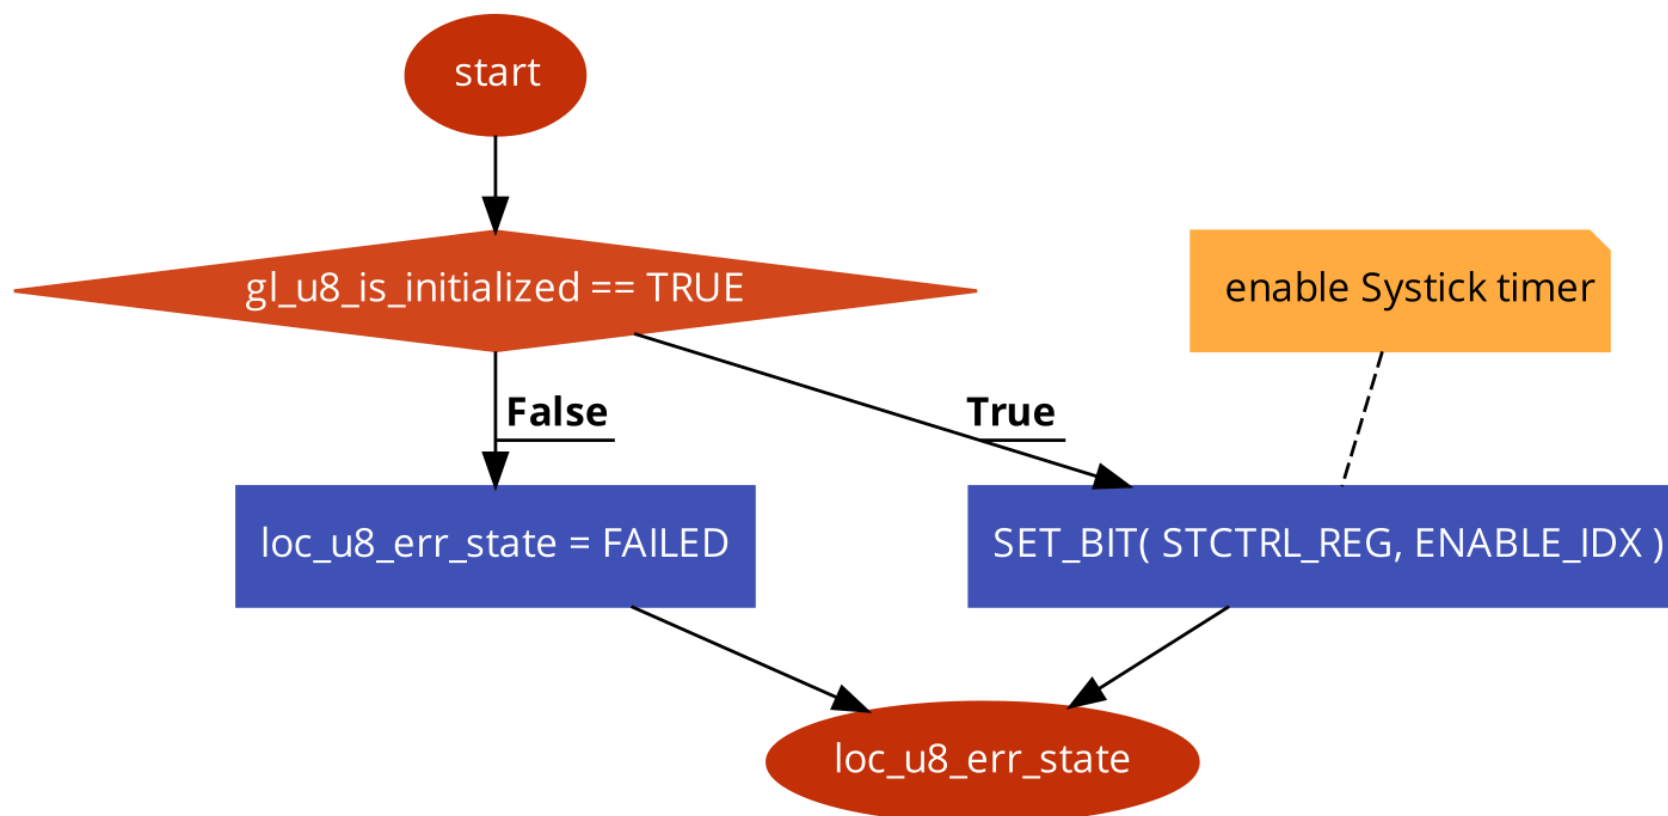 start
gl_u8_is_initialized == TRUE
enable Systick timer
False
True
loc_u8_err_state = FAILED
SET_BIT( STCTRL_REG, ENABLE_IDX )
loc_u8_err_state